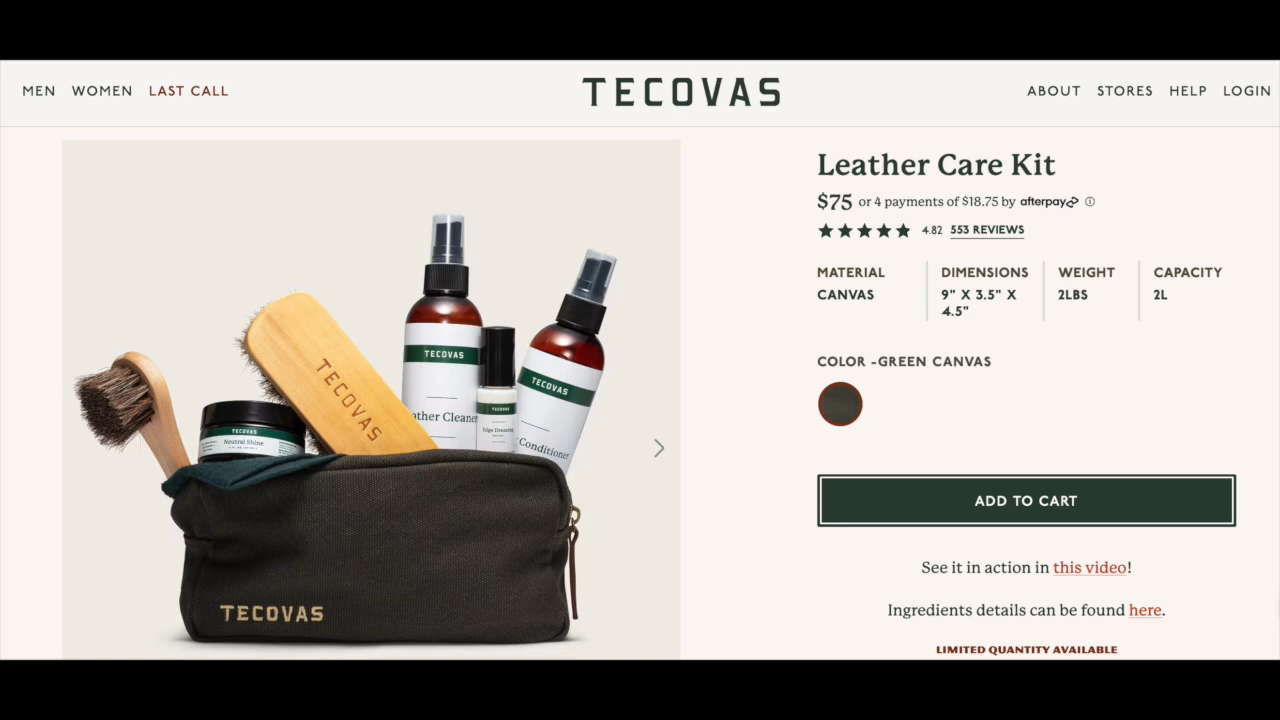 MEN WOMEN LAST CALL
TECOVAS
ABOUT STORES HELP LOGIN
Leather Care Kit
$75 or 4 payments of $18.75 by afterpay
4.82 553 REVIEWS
MATERIAL
CANVAS
DIMENSIONS
9" X 3.5" X
4.5"
WEIGHT
2LBS
CAPACITY
2L
COLOR -GREEN CANVAS
ADD TO CART
See it in action in this video!
Ingredients details can be found here.
LIMITED QUANTITY AVAILABLE
TECOVAS
TECOVAS
ather Cleaner
TECOVAS
Edge Dressing
TECOVAS
Conditioner
TECOVAS
Neutral Shine
TECOVAS